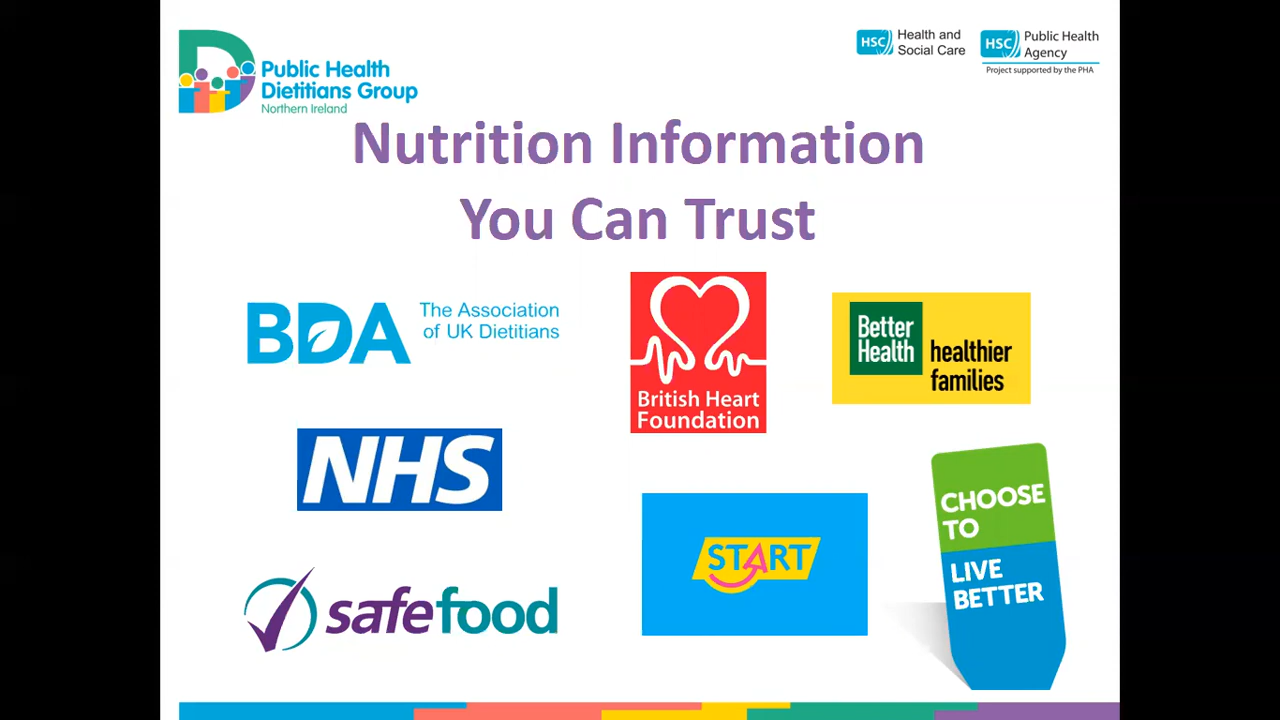 Public Health
Dietitians Group
Northern Ireland
HSC
Health and
Social Care
HSC
Public Health
Agency
Project supported by the PHA
Nutrition Information
You Can Trust
BDA
The Association
of UK Dietitians
British Heart
Foundation
Better
Health
healthier
families
NHS
START
CHOOSE
TO
LIVE
BETTER
safefood